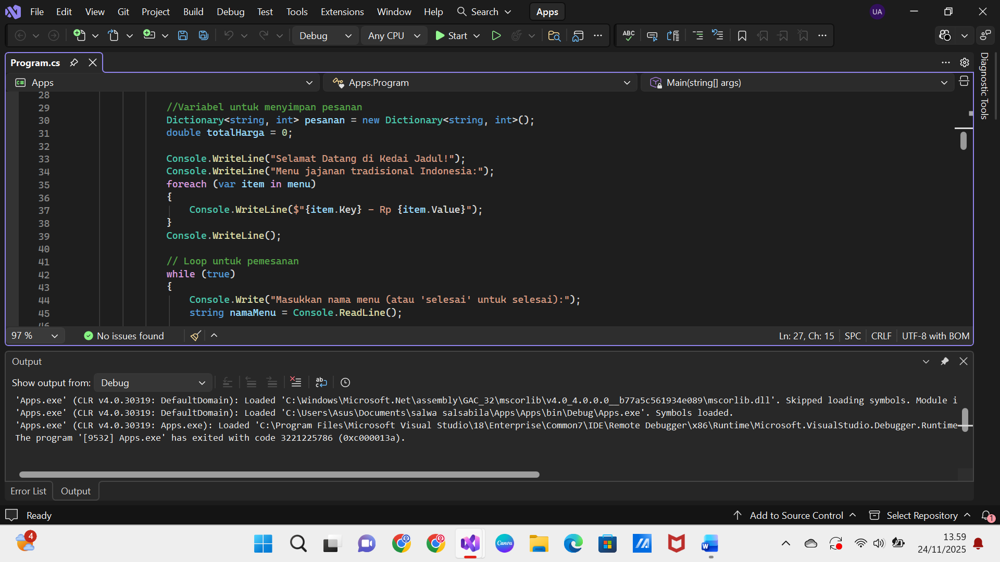 File Edit View Git Project Build Debug Test Tools Extensions Window Help Search Apps UA
Debug Any CPU Start ABC
Program.cs
Apps Apps.Program Main(string[] args)
Diagnostic Tools
28
29 //Variabel untuk menyimpan pesanan
30 Dictionary<string, int> pesanan = new Dictionary<string, int>();
31 double totalHarga = 0;
32
33 Console.WriteLine("Selamat Datang di Kedai Jadul!");
34 Console.WriteLine("Menu jajanan tradisional Indonesia:");
35 foreach (var item in menu)
36 {
37 Console.WriteLine($"{item.Key} - Rp {item.Value}");
38 }
39 Console.WriteLine();
40
41 // Loop untuk pemesanan
42 while (true)
43 {
44 Console.Write("Masukkan nama menu (atau 'selesai' untuk selesai):");
45 string namaMenu = Console.ReadLine();
46
97 % No issues found Ln: 27, Ch: 15 SPC CRLF UTF-8 with BOM
Output
Show output from: Debug
'Apps.exe' (CLR v4.0.30319: DefaultDomain): Loaded 'C:\Windows\Microsoft.Net\assembly\GAC_32\mscorlib\v4.0_4.0.0.0__b77a5c561934e089\mscorlib.dll'. Skipped loading symbols. Module i
'Apps.exe' (CLR v4.0.30319: DefaultDomain): Loaded 'C:\Users\Asus\Documents\salwa salsabila\Apps\Apps\bin\Debug\Apps.exe'. Symbols loaded.
'Apps.exe' (CLR v4.0.30319: Apps.exe): Loaded 'C:\Program Files\Microsoft Visual Studio\18\Enterprise\Common7\IDE\Remote Debugger\x86\Runtime\Microsoft.VisualStudio.Debugger.Runtime
The program '[9532] Apps.exe' has exited with code 3221225786 (0xc000013a).
Error List Output
Ready Add to Source Control Select Repository 1
4 Canva W 13.59
24/11/2025